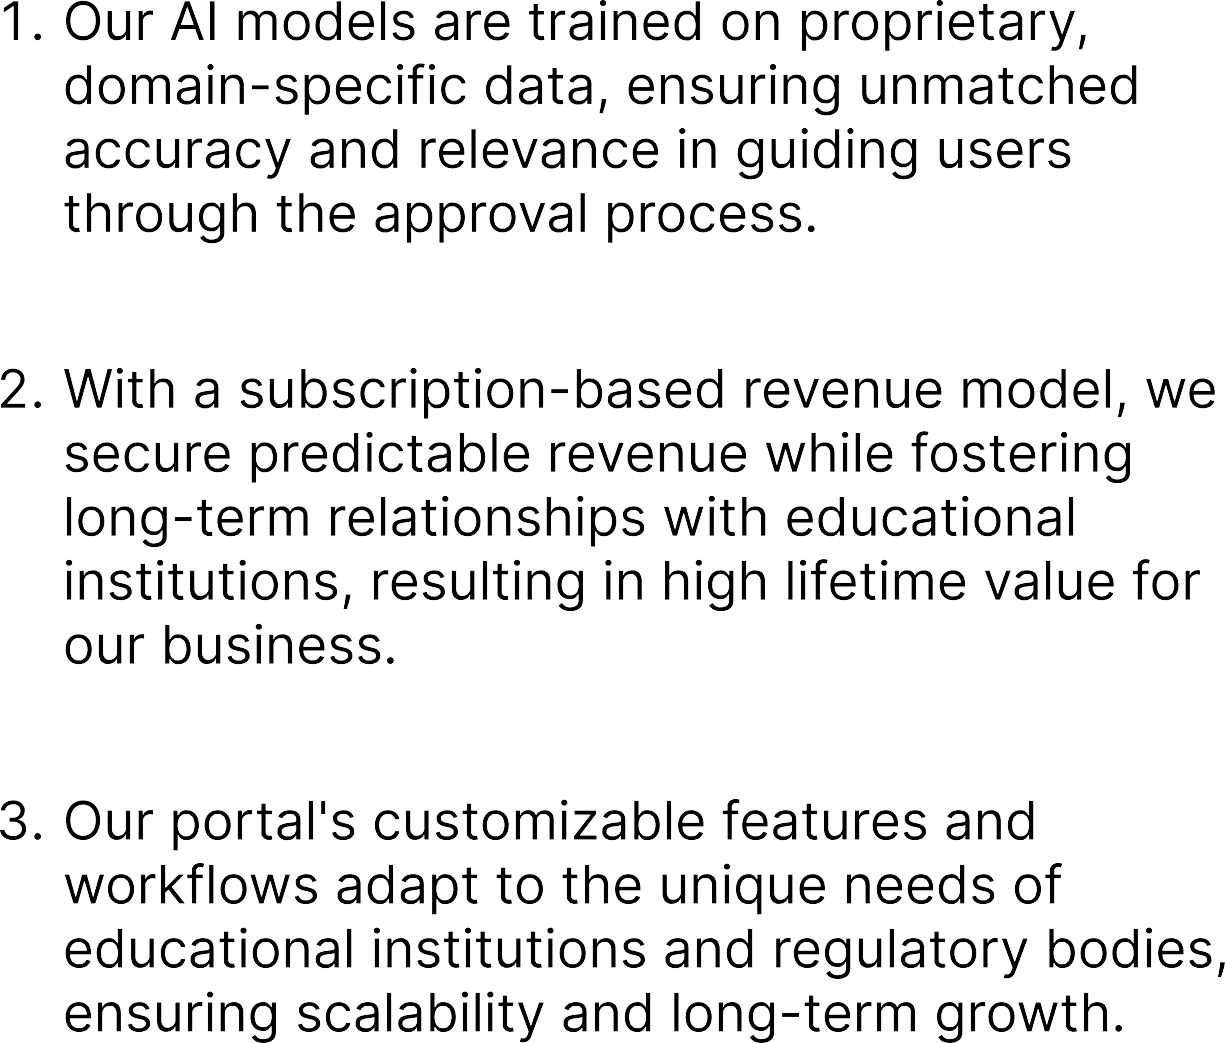 1. Our AI models are trained on proprietary,
domain-specific data, ensuring unmatched
accuracy and relevance in guiding users
through the approval process.
2. With a subscription-based revenue model, we
secure predictable revenue while fostering
long-term relationships with educational
institutions, resulting in high lifetime value for
our business.
3. Our portal's customizable features and
workflows adapt to the unique needs of
educational institutions and regulatory bodies,
ensuring scalability and long-term growth.